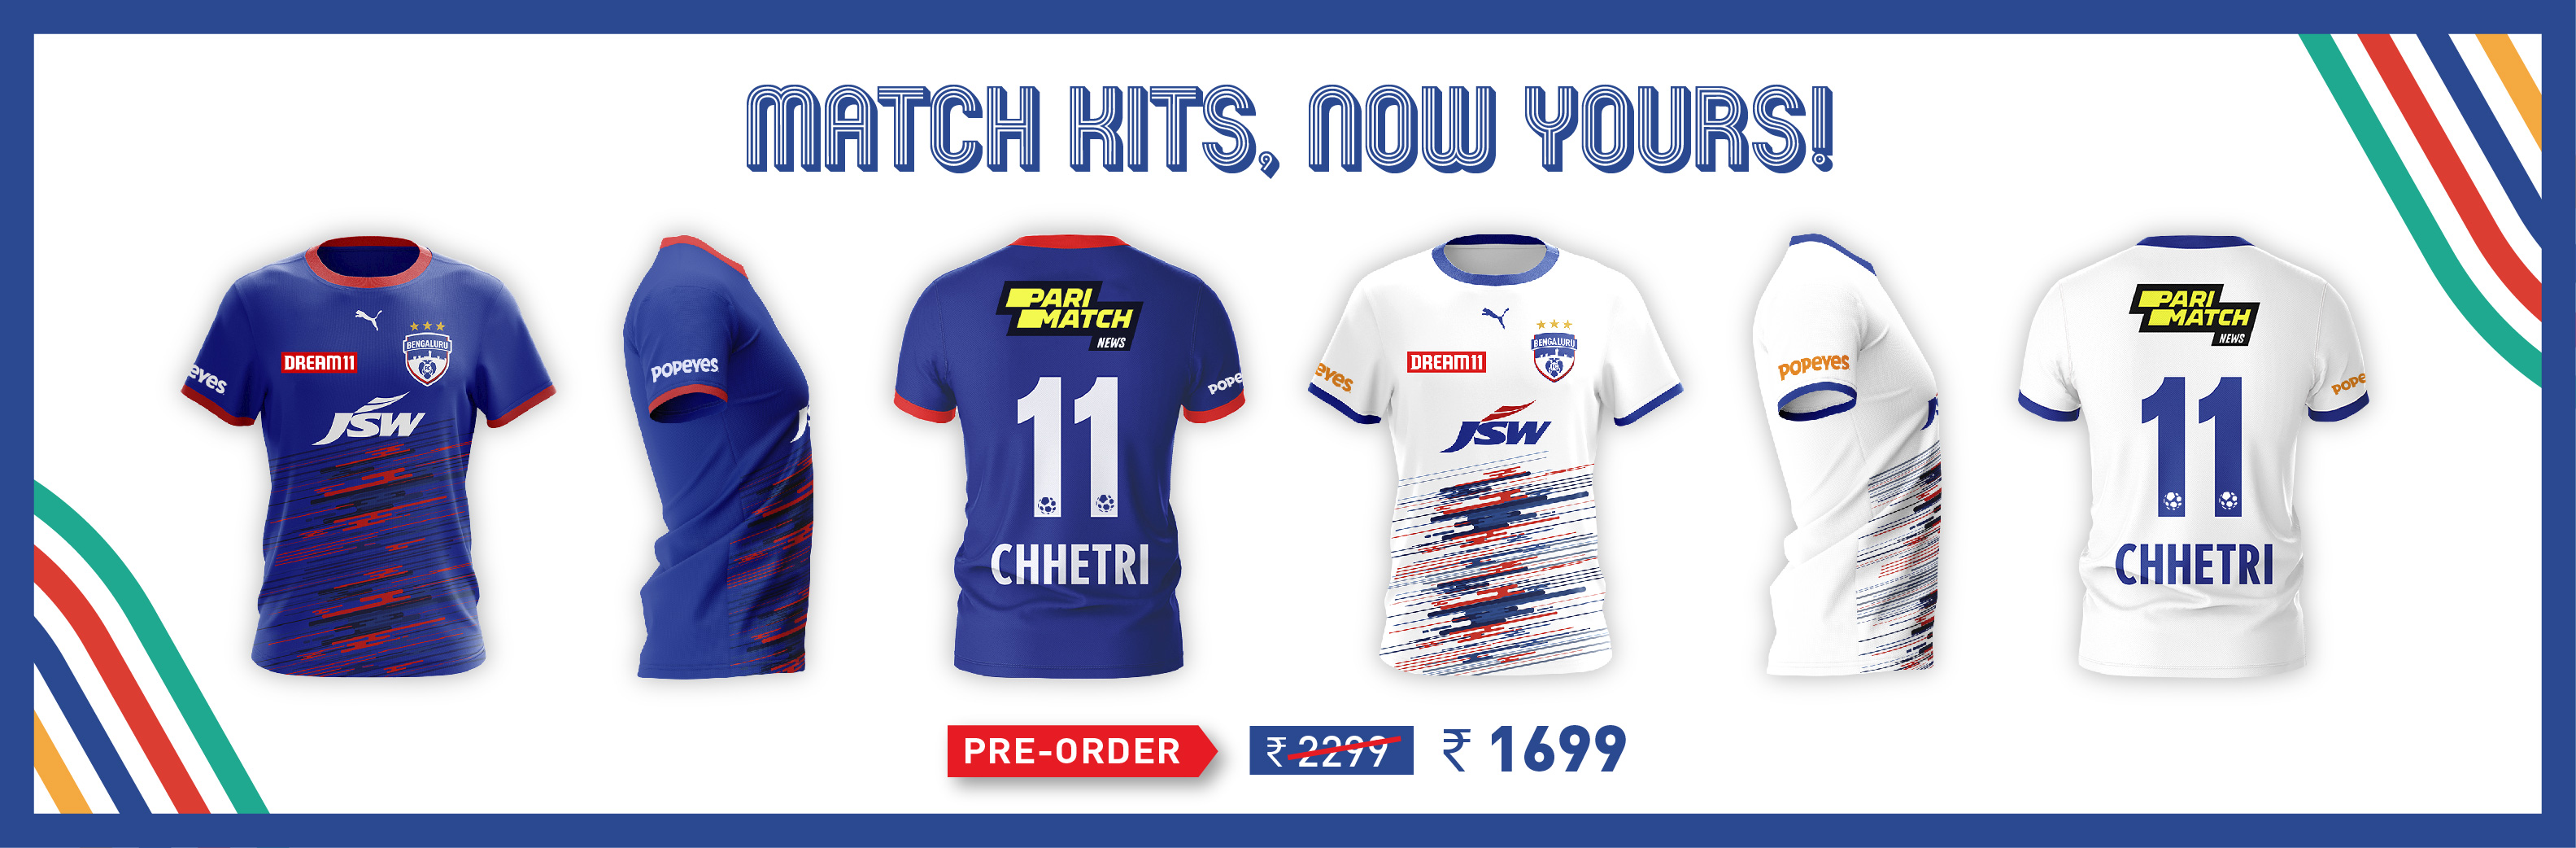 MATCH KITS, NOW YOURS!
DREAM11
BENGALURU
eyes
JSW
POPEYES
J
PARI
MATCH
NEWS
POPE
11
CHHETRI
DREAM11
BENGALURU
eyes
JSW
POPEYES
J
PARI
MATCH
NEWS
POPE
11
CHHETRI
PRE-ORDER ₹ 2299 ₹ 1699